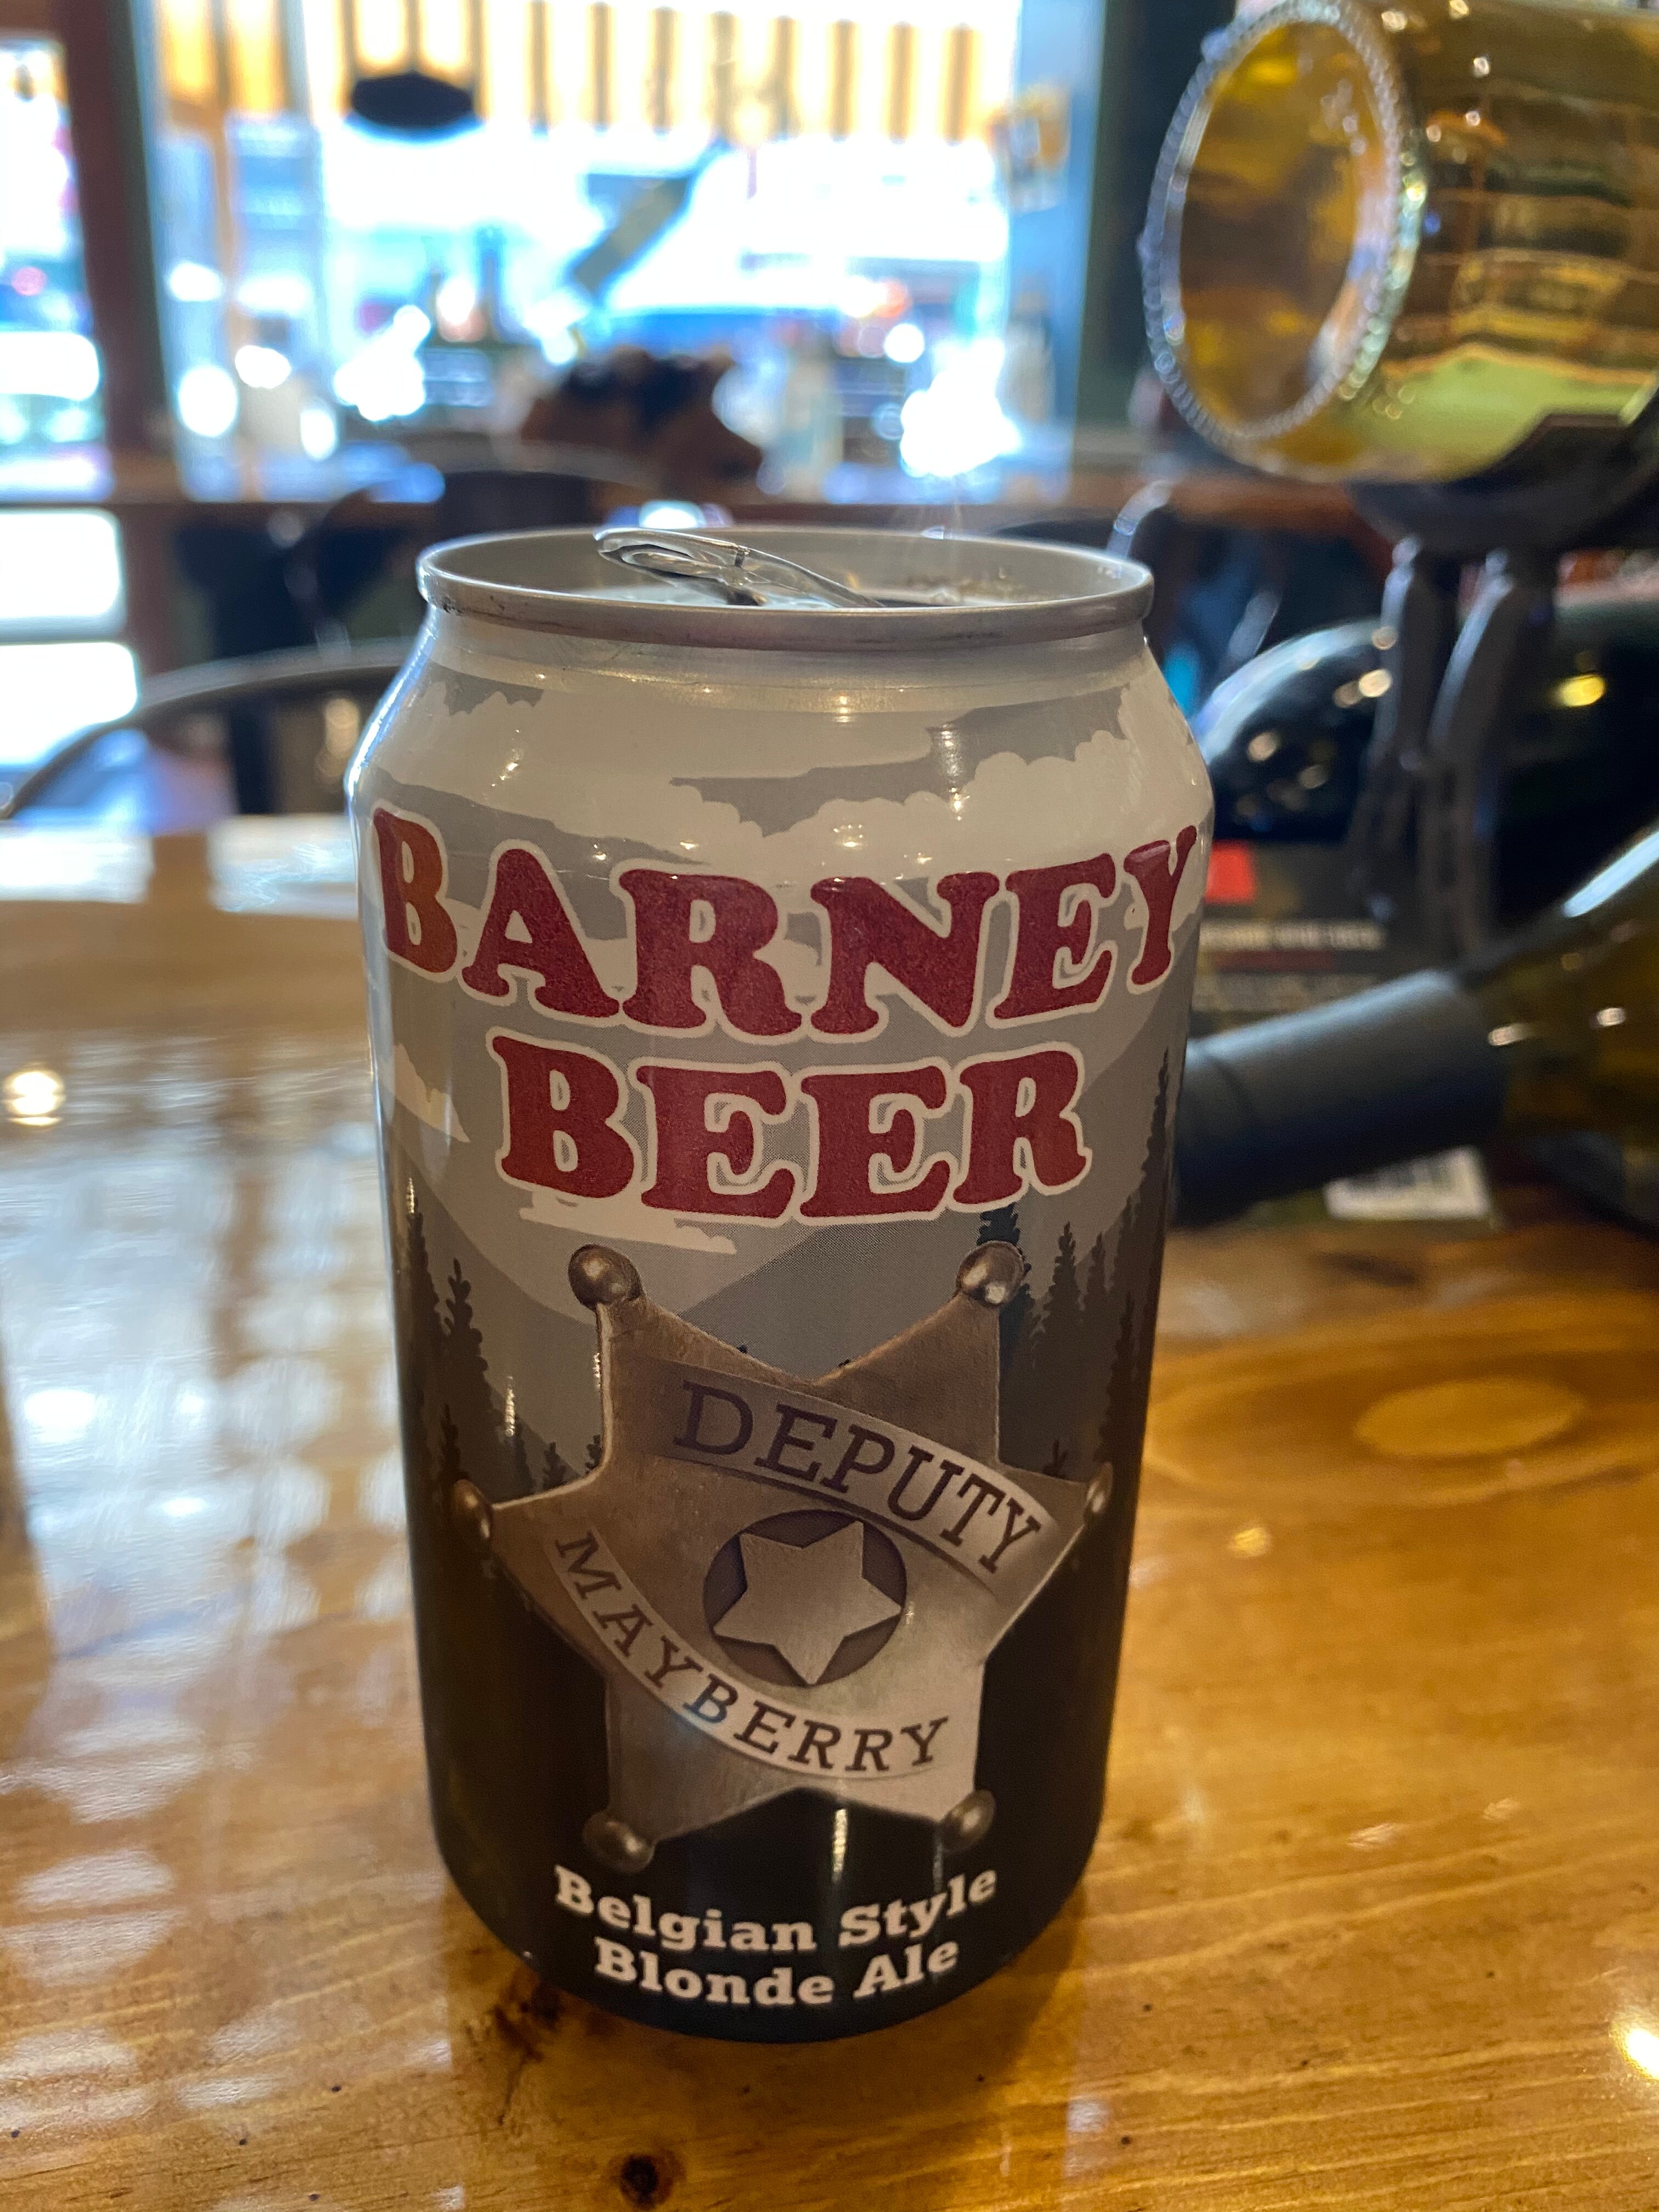 BARNEY
BEER
DEPUTY
MAYBERRY
Belgian Style
Blonde Ale